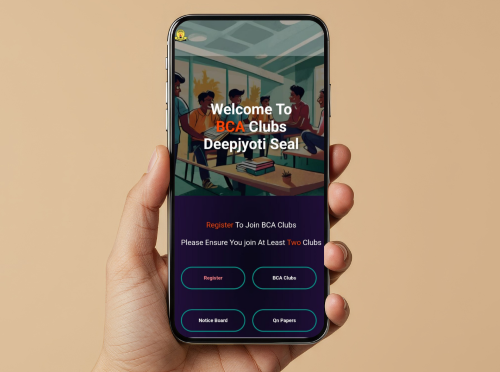 Welcome To
BCA Clubs
Deepjyoti Seal
Register To Join BCA Clubs
Please Ensure You join At Least Two Clubs
Register
BCA Clubs
Notice Board
Qn Papers